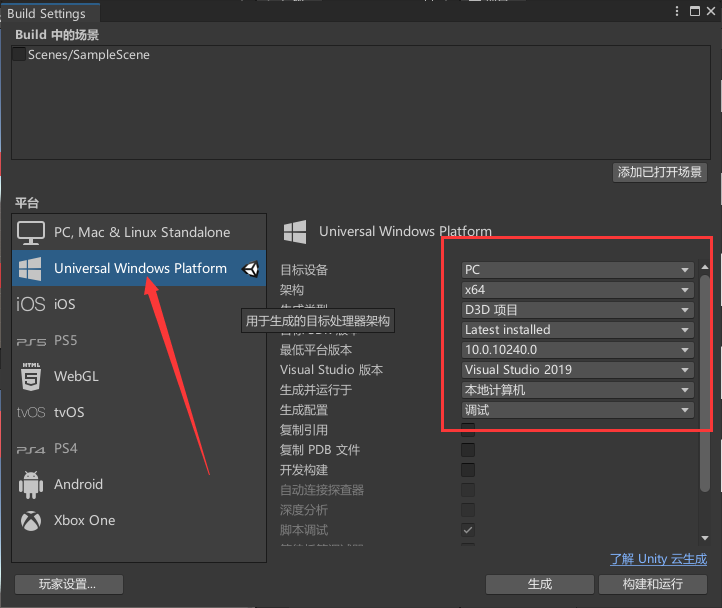 Build Settings
Build 中的场景
Scenes/SampleScene
添加已打开场景
平台
PC, Mac & Linux Standalone
Universal Windows Platform
iOS iOS
PS5 PS5
HTML
WebGL
tvOS tvOS
PS4 PS4
Android
Xbox One
Universal Windows Platform
目标设备 PC
架构 x64
D3D 项目
用于生成的目标处理器架构
Latest installed
最低平台版本 10.0.10240.0
Visual Studio 版本 Visual Studio 2019
生成并运行于 本地计算机
生成配置 调试
复制引用
复制 PDB 文件
开发构建
自动连接探查器
深度分析
脚本调试
了解 Unity 云生成
玩家设置...
生成
构建和运行